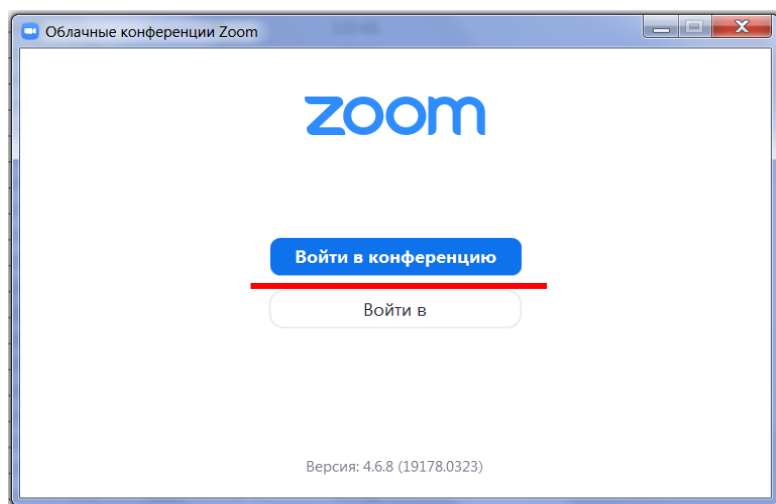 Облачные конференции Zoom
zoom
Войти в конференцию
Войти в
Версия: 4.6.8 (19178.0323)